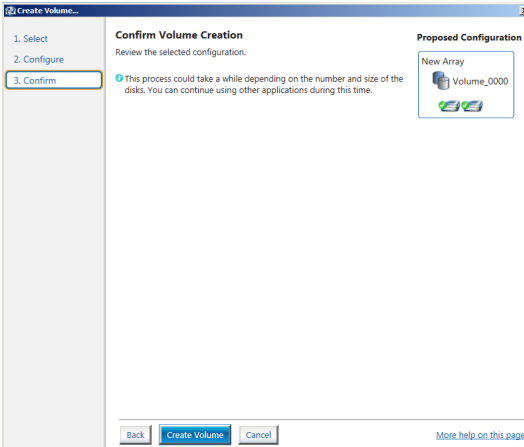 Create Volume...
1. Select
2. Configure
3. Confirm
Confirm Volume Creation
Review the selected configuration.
This process could take a while depending on the number and size of the
disks. You can continue using other applications during this time.
Proposed Configuration
New Array
Volume_0000
Back
Create Volume
Cancel
More help on this page